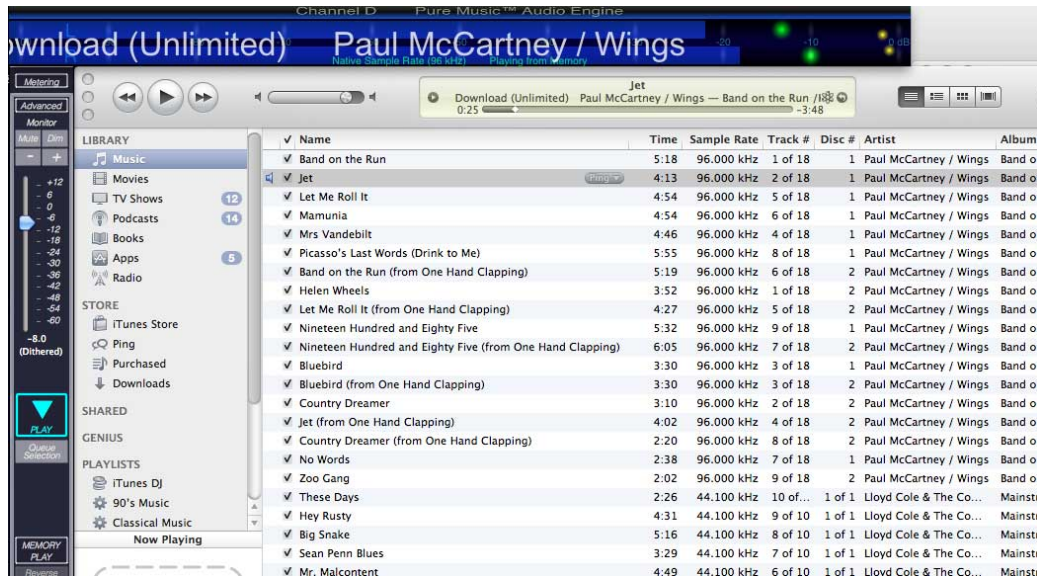 Channel D Pure Music™ Audio Engine
ownload (Unlimited) Paul McCartney / Wings
-20 -10 0 dB
Native Sample Rate (96 kHz) Playing from Memory
Metering
Advanced
Monitor
Mute Dim
- +
+12
6
0
-6
-12
-18
-24
-30
-36
-42
-48
-54
-60
-8.0
(Dithered)
PLAY
Queue
Selection
MEMORY
PLAY
Reverse
Jet
Download (Unlimited) Paul McCartney / Wings — Band on the Run /
0:25 -3:48
LIBRARY
Music
Movies
TV Shows 12
Podcasts 14
Books
Apps 5
Radio
STORE
iTunes Store
Ping
Purchased
Downloads
SHARED
GENIUS
PLAYLISTS
iTunes DJ
90's Music
Classical Music
Now Playing
Name Time Sample Rate Track # Disc # Artist Album
Band on the Run 5:18 96.000 kHz 1 of 18 1 Paul McCartney / Wings Band o
Jet Ping 4:13 96.000 kHz 2 of 18 1 Paul McCartney / Wings Band o
Let Me Roll It 4:54 96.000 kHz 5 of 18 1 Paul McCartney / Wings Band o
Mamunia 4:54 96.000 kHz 6 of 18 1 Paul McCartney / Wings Band o
Mrs Vandebilt 4:46 96.000 kHz 4 of 18 1 Paul McCartney / Wings Band o
Picasso's Last Words (Drink to Me) 5:55 96.000 kHz 8 of 18 1 Paul McCartney / Wings Band o
Band on the Run (from One Hand Clapping) 5:19 96.000 kHz 6 of 18 2 Paul McCartney / Wings Band o
Helen Wheels 3:52 96.000 kHz 1 of 18 2 Paul McCartney / Wings Band o
Let Me Roll It (from One Hand Clapping) 4:27 96.000 kHz 5 of 18 2 Paul McCartney / Wings Band o
Nineteen Hundred and Eighty Five 5:32 96.000 kHz 9 of 18 1 Paul McCartney / Wings Band o
Nineteen Hundred and Eighty Five (from One Hand Clapping) 6:05 96.000 kHz 7 of 18 2 Paul McCartney / Wings Band o
Bluebird 3:30 96.000 kHz 3 of 18 1 Paul McCartney / Wings Band o
Bluebird (from One Hand Clapping) 3:30 96.000 kHz 3 of 18 2 Paul McCartney / Wings Band o
Country Dreamer 3:10 96.000 kHz 2 of 18 2 Paul McCartney / Wings Band o
Jet (from One Hand Clapping) 4:02 96.000 kHz 4 of 18 2 Paul McCartney / Wings Band o
Country Dreamer (from One Hand Clapping) 2:20 96.000 kHz 8 of 18 2 Paul McCartney / Wings Band o
No Words 2:38 96.000 kHz 7 of 18 1 Paul McCartney / Wings Band o
Zoo Gang 2:02 96.000 kHz 9 of 18 2 Paul McCartney / Wings Band o
These Days 2:26 44.100 kHz 10 of... 1 of 1 Lloyd Cole & The Co... Mainstr
Hey Rusty 4:31 44.100 kHz 9 of 10 1 of 1 Lloyd Cole & The Co... Mainstr
Big Snake 5:16 44.100 kHz 8 of 10 1 of 1 Lloyd Cole & The Co... Mainstr
Sean Penn Blues 3:29 44.100 kHz 7 of 10 1 of 1 Lloyd Cole & The Co... Mainstr
Mr. Malcontent 4:49 44.100 kHz 6 of 10 1 of 1 Lloyd Cole & The Co... Mainstr